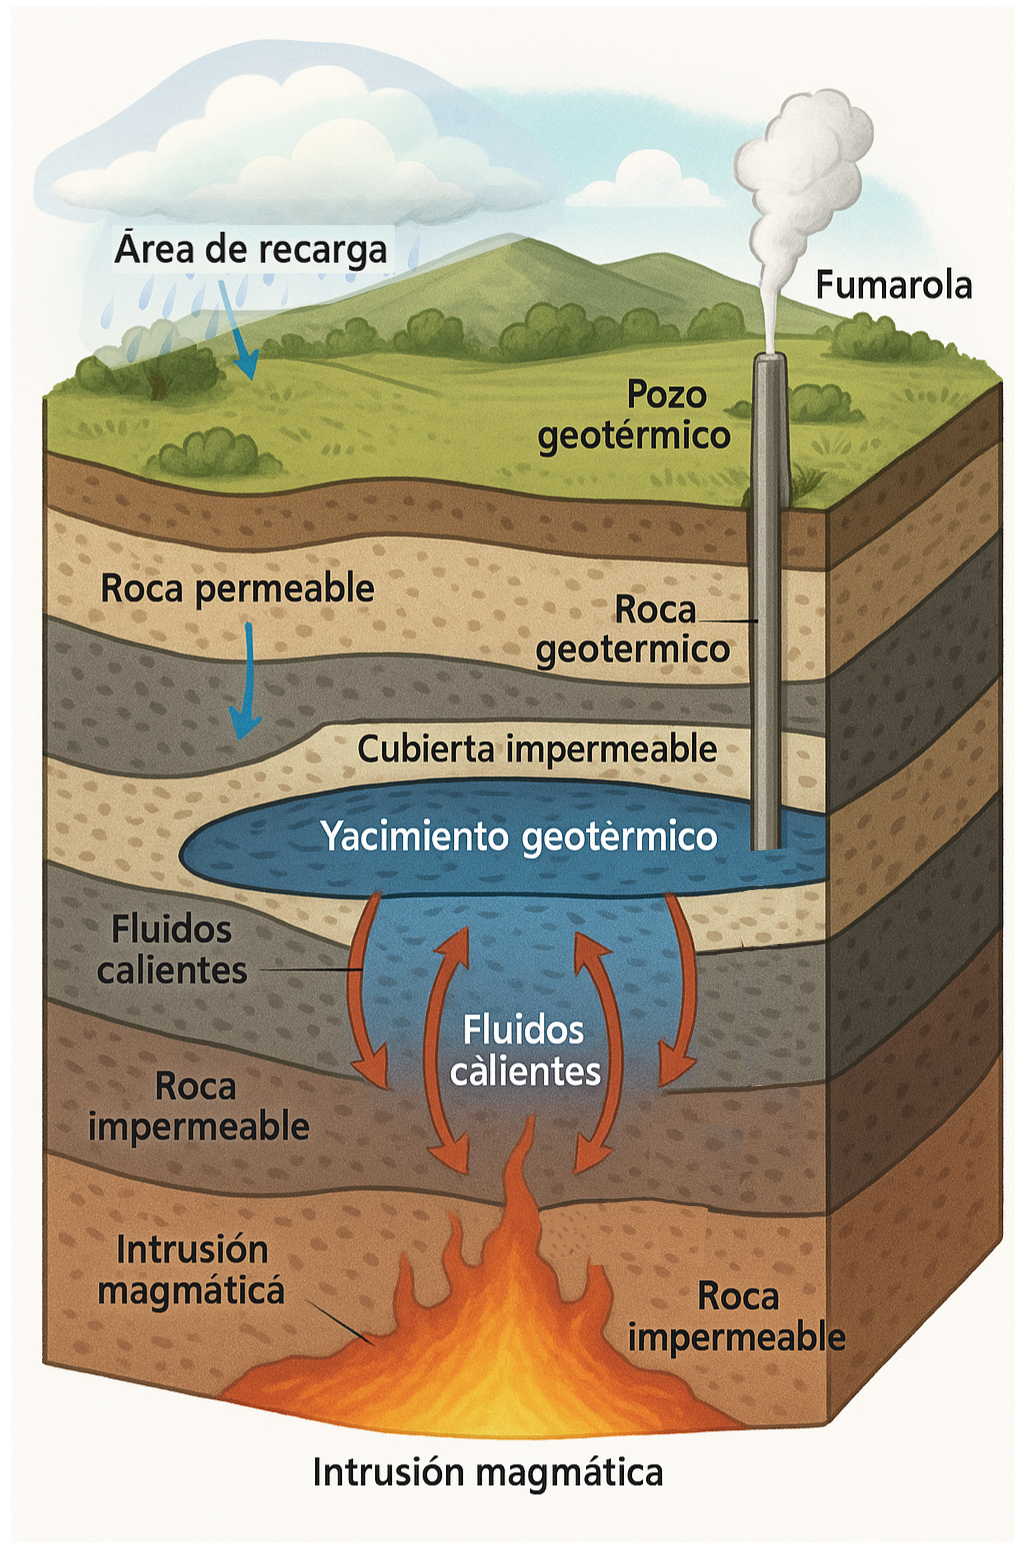 Área de recarga
Fumarola
Pozo
geotérmico
Roca permeable
Roca
geotermico
Cubierta impermeable
Yacimiento geotèrmico
Fluidos
calientes
Fluidos
càlientes
Roca
impermeable
Intrusión
magmáticá
Roca
impermeable
Intrusión magmática